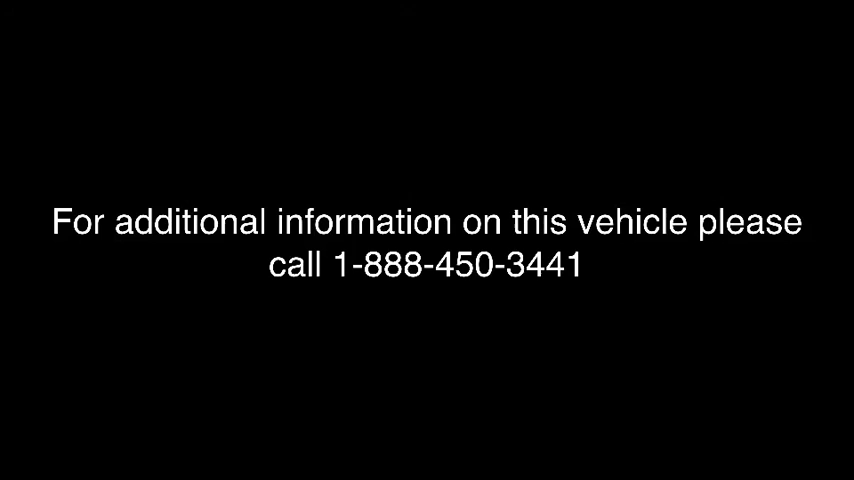 For additional information on this vehicle please
call 1-888-450-3441